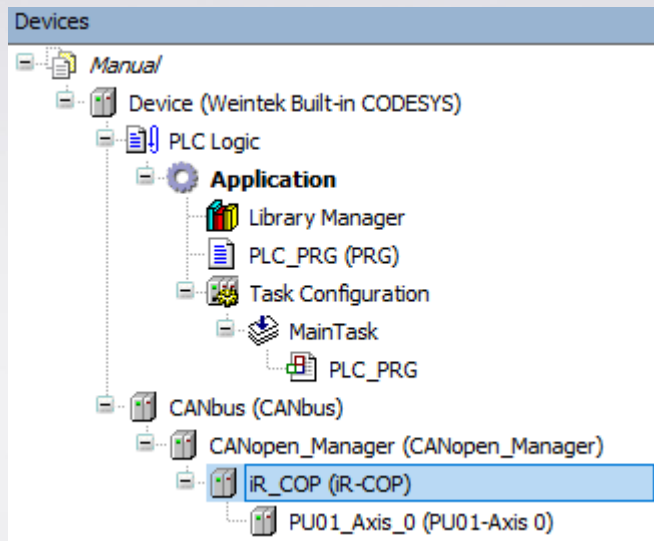 Devices
Manual
Device (Weintek Built-in CODESYS)
PLC Logic
Application
Library Manager
PLC_PRG (PRG)
Task Configuration
MainTask
PLC_PRG
CANbus (CANbus)
CANopen_Manager (CANopen_Manager)
iR_COP (iR-COP)
PU01_Axis_0 (PU01-Axis 0)